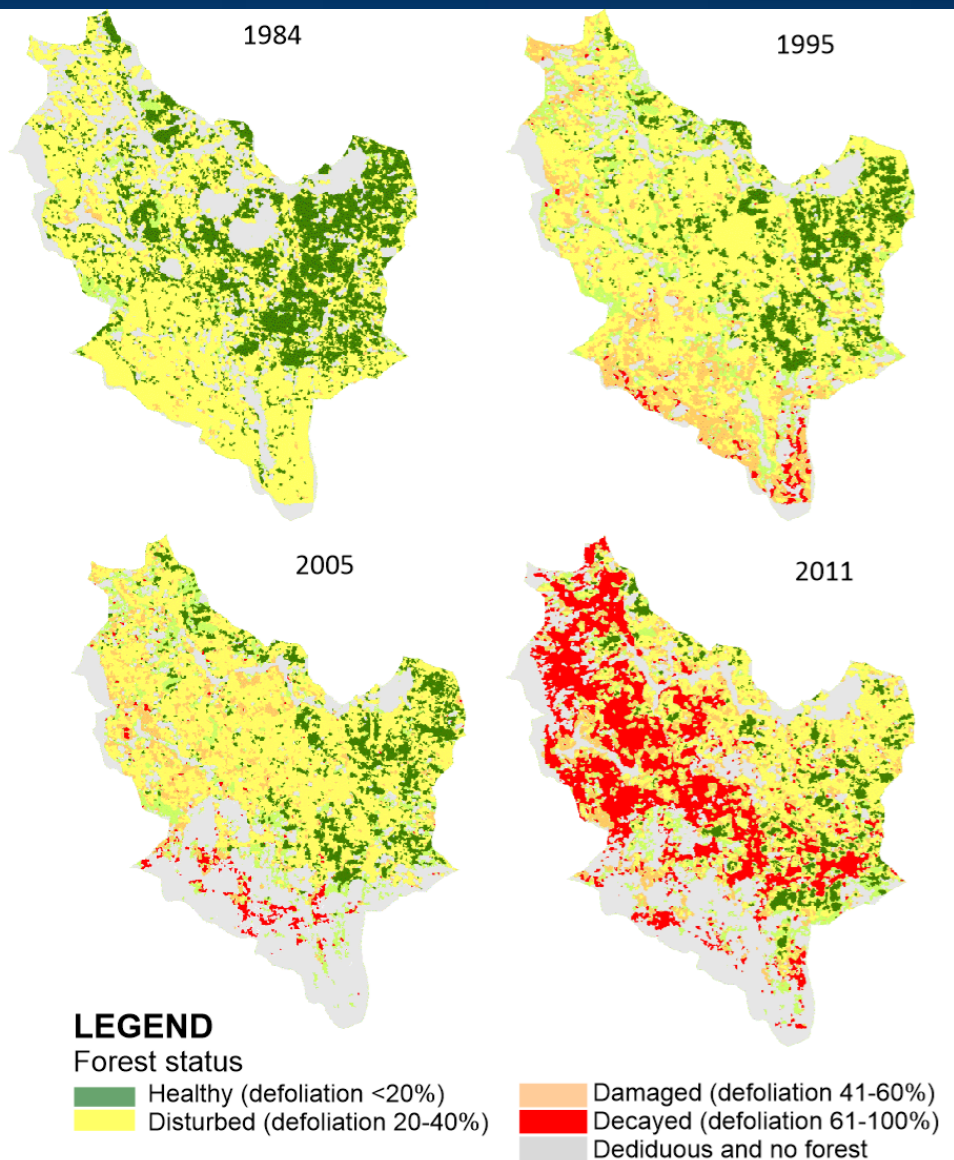 1984
1995
2005
2011
LEGEND
Forest status
Healthy (defoliation <20%)
Disturbed (defoliation 20-40%)
Damaged (defoliation 41-60%)
Decayed (defoliation 61-100%)
Dediduous and no forest